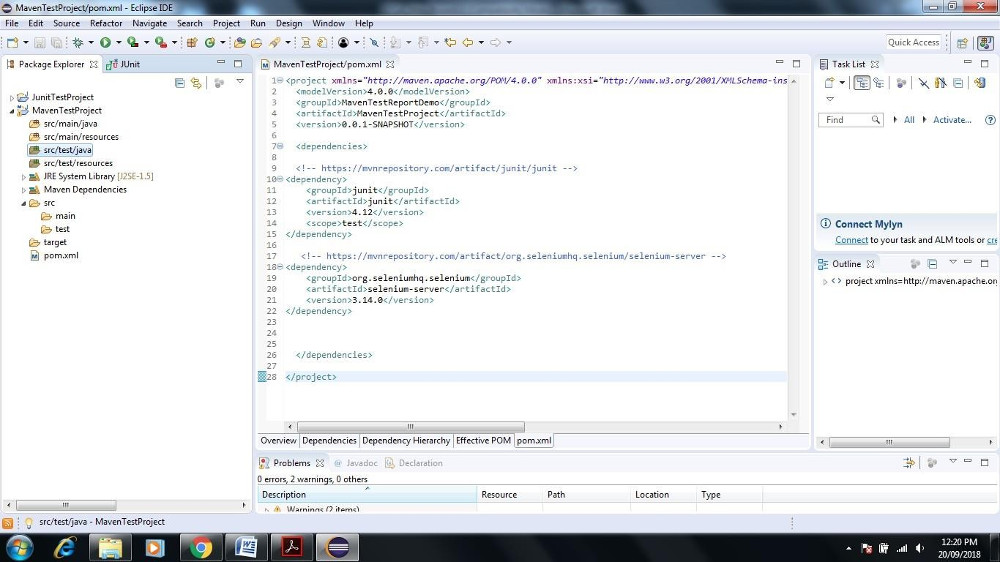 MavenTestProject/pom.xml - Eclipse IDE
File Edit Source Refactor Navigate Search Project Run Design Window Help
Quick Access
Package Explorer
JUnit
JunitTestProject
MavenTestProject
src/main/java
src/main/resources
src/test/java
src/test/resources
JRE System Library [J2SE-1.5]
Maven Dependencies
src
main
test
target
pom.xml
MavenTestProject/pom.xml
1 <project xmlns="http://maven.apache.org/POM/4.0.0" xmlns:xsi="http://www.w3.org/2001/XMLSchema-ins
2 <modelVersion>4.0.0</modelVersion>
3 <groupId>MavenTestReportDemo</groupId>
4 <artifactId>MavenTestProject</artifactId>
5 <version>0.0.1-SNAPSHOT</version>
6
7 <dependencies>
8
9 <!-- https://mvnrepository.com/artifact/junit/junit -->
10 <dependency>
11 <groupId>junit</groupId>
12 <artifactId>junit</artifactId>
13 <version>4.12</version>
14 <scope>test</scope>
15 </dependency>
16
17 <!-- https://mvnrepository.com/artifact/org.seleniumhq.selenium/selenium-server -->
18 <dependency>
19 <groupId>org.seleniumhq.selenium</groupId>
20 <artifactId>selenium-server</artifactId>
21 <version>3.14.0</version>
22 </dependency>
23
24
25
26 </dependencies>
27
28 </project>
Overview Dependencies Dependency Hierarchy Effective POM pom.xml
Task List
Find All Activate...
Connect Mylyn
Connect to your task and ALM tools or cre
Outline
project xmlns=http://maven.apache.or
Problems @ Javadoc Declaration
0 errors, 2 warnings, 0 others
Description Resource Path Location Type
Warnings (2 items)
src/test/java - MavenTestProject
12:20 PM
20/09/2018